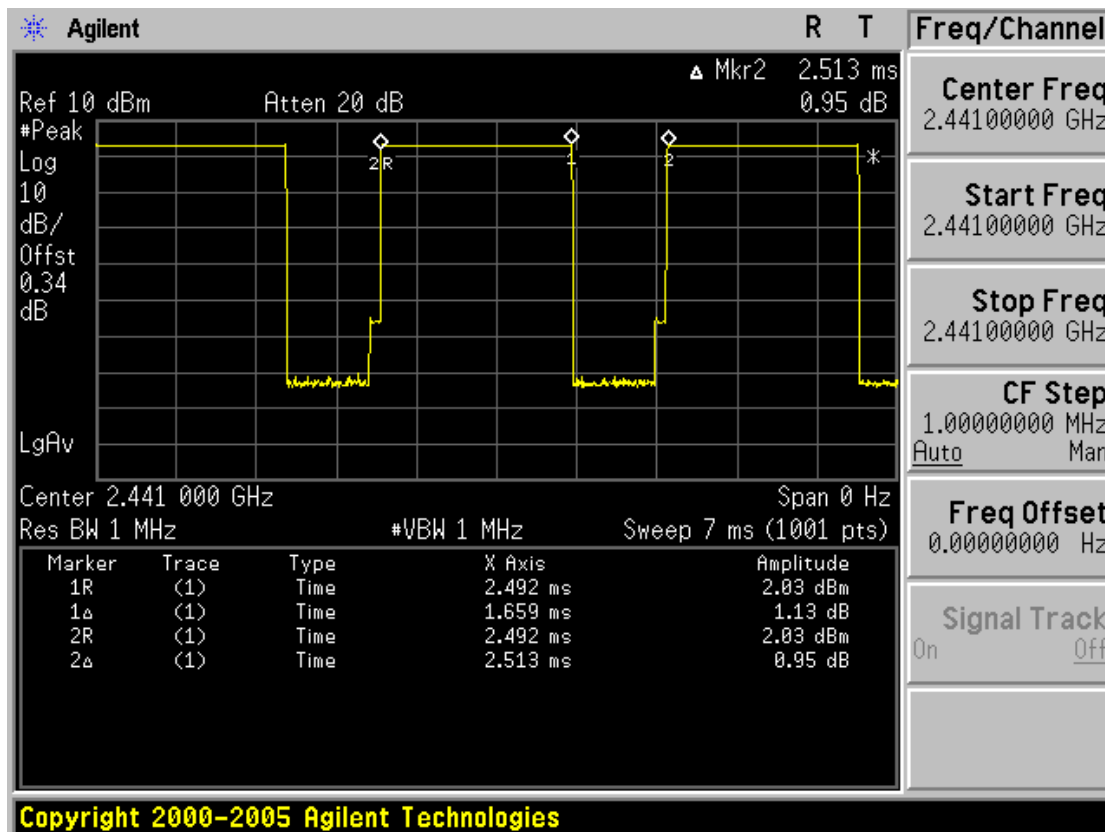 Agilent R T Freq/Channel
▵ Mkr2 2.513 ms
Ref 10 dBm Atten 20 dB 0.95 dB
#Peak
Log
10
dB/
Offst
0.34
dB
LgAv
2R
1
2
*
Center 2.441 000 GHz Span 0 Hz
Res BW 1 MHz #VBW 1 MHz Sweep 7 ms (1001 pts)
Marker Trace Type X Axis Amplitude
1R (1) Time 2.492 ms 2.03 dBm
1▵ (1) Time 1.659 ms 1.13 dB
2R (1) Time 2.492 ms 2.03 dBm
2▵ (1) Time 2.513 ms 0.95 dB
Center Freq
2.44100000 GHz
Start Freq
2.44100000 GHz
Stop Freq
2.44100000 GHz
CF Step
1.00000000 MHz
Auto Man
Freq Offset
0.00000000 Hz
Signal Track
On Off
Copyright 2000-2005 Agilent Technologies